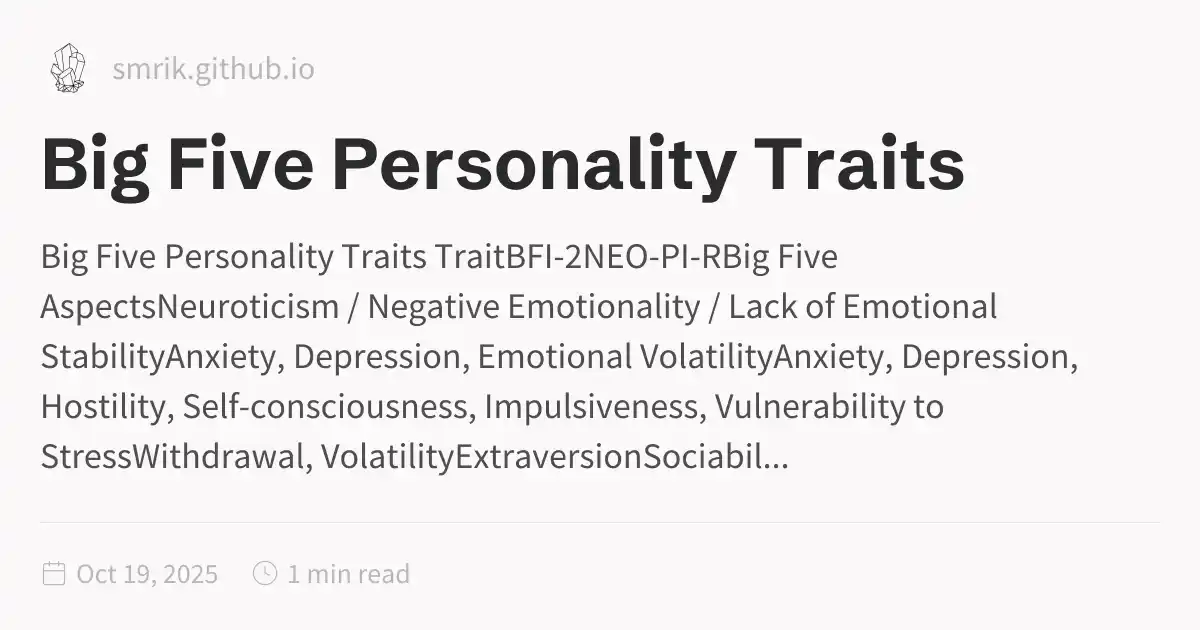 smrik.github.io
Big Five Personality Traits
Big Five Personality Traits TraitBFI-2NEO-PI-RBig Five
AspectsNeuroticism / Negative Emotionality / Lack of Emotional
StabilityAnxiety, Depression, Emotional VolatilityAnxiety, Depression,
Hostility, Self-consciousness, Impulsiveness, Vulnerability to
StressWithdrawal, VolatilityExtraversionSociabil...
Oct 19, 2025 1 min read